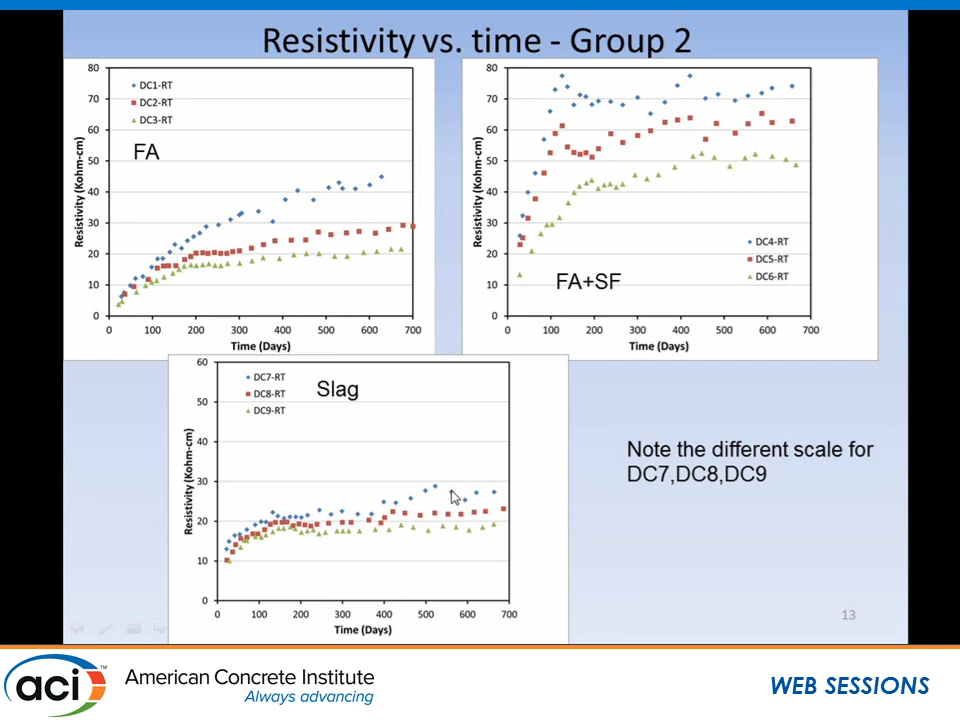 Resistivity vs. time - Group 2
80
70
60
50
40
30
20
10
0
Resistivity (Kohm-cm)
DC1-RT
DC2-RT
DC3-RT
FA
0 100 200 300 400 500 600 700
Time (Days)
80
70
60
50
40
30
20
10
0
Resistivity (Kohm-cm)
DC4-RT
DC5-RT
DC6-RT
FA+SF
0 100 200 300 400 500 600 700
Time (Days)
60
50
40
30
20
10
0
Resistivity (Kohm-cm)
DC7-RT
DC8-RT
DC9-RT
Slag
0 100 200 300 400 500 600 700
Time (Days)
Note the different scale for
DC7,DC8,DC9
13
aci™
American Concrete Institute
Always advancing
WEB SESSIONS